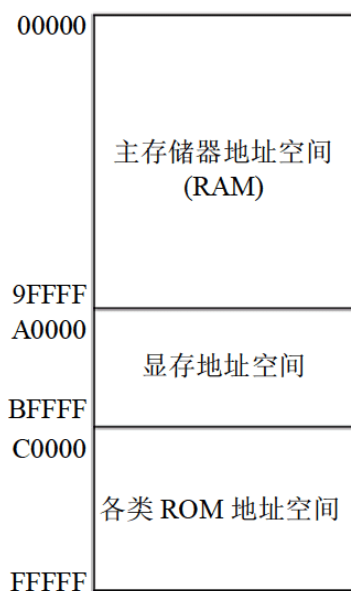 00000
主存储器地址空间
(RAM)
9FFFF
A0000
显存地址空间
BFFFF
C0000
各类 ROM 地址空间
FFFFF